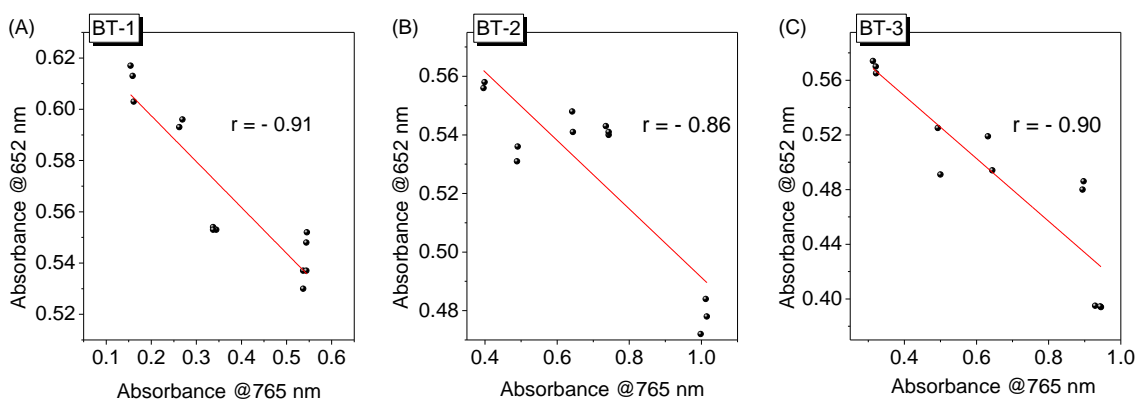 (A)
BT-1
0.62
0.60
0.58
0.56
0.54
0.52
Absorbance @652 nm
r = - 0.91
0.1 0.2 0.3 0.4 0.5 0.6
Absorbance @765 nm
(B)
BT-2
0.56
0.54
0.52
0.50
0.48
Absorbance @652 nm
r = - 0.86
0.4 0.6 0.8 1.0
Absorbance @765 nm
(C)
BT-3
0.56
0.52
0.48
0.44
0.40
Absorbance @652 nm
r = - 0.90
0.4 0.6 0.8 1.0
Absorbance @765 nm